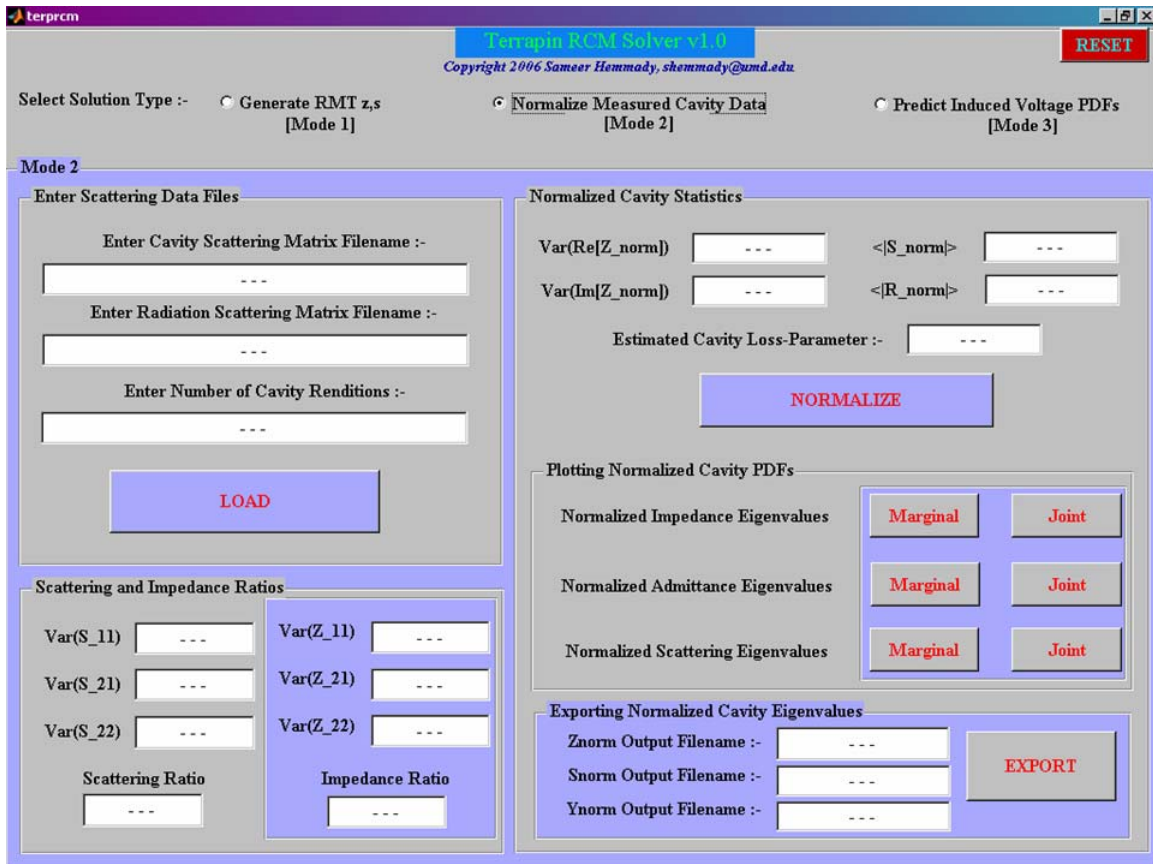 terprcm
Terrapin RCM Solver v1.0
RESET
Copyright 2006 Sameer Hemmady, shemmady@umd.edu
Select Solution Type :-
Generate RMT z,s
[Mode 1]
Normalize Measured Cavity Data
[Mode 2]
Predict Induced Voltage PDFs
[Mode 3]
Mode 2
Enter Scattering Data Files
Enter Cavity Scattering Matrix Filename :-
- - -
Enter Radiation Scattering Matrix Filename :-
- - -
Enter Number of Cavity Renditions :-
- - -
LOAD
Scattering and Impedance Ratios
Var(S_11) - - -
Var(S_21) - - -
Var(S_22) - - -
Scattering Ratio
- - -
Var(Z_11) - - -
Var(Z_21) - - -
Var(Z_22) - - -
Impedance Ratio
- - -
Normalized Cavity Statistics
Var(Re[Z_norm]) - - - <|S_norm|> - - -
Var(Im[Z_norm]) - - - <|R_norm|> - - -
Estimated Cavity Loss-Parameter :- - - -
NORMALIZE
Plotting Normalized Cavity PDFs
Normalized Impedance Eigenvalues Marginal Joint
Normalized Admittance Eigenvalues Marginal Joint
Normalized Scattering Eigenvalues Marginal Joint
Exporting Normalized Cavity Eigenvalues
Znorm Output Filename :- - - -
Snorm Output Filename :- - - -
Ynorm Output Filename :- - - -
EXPORT